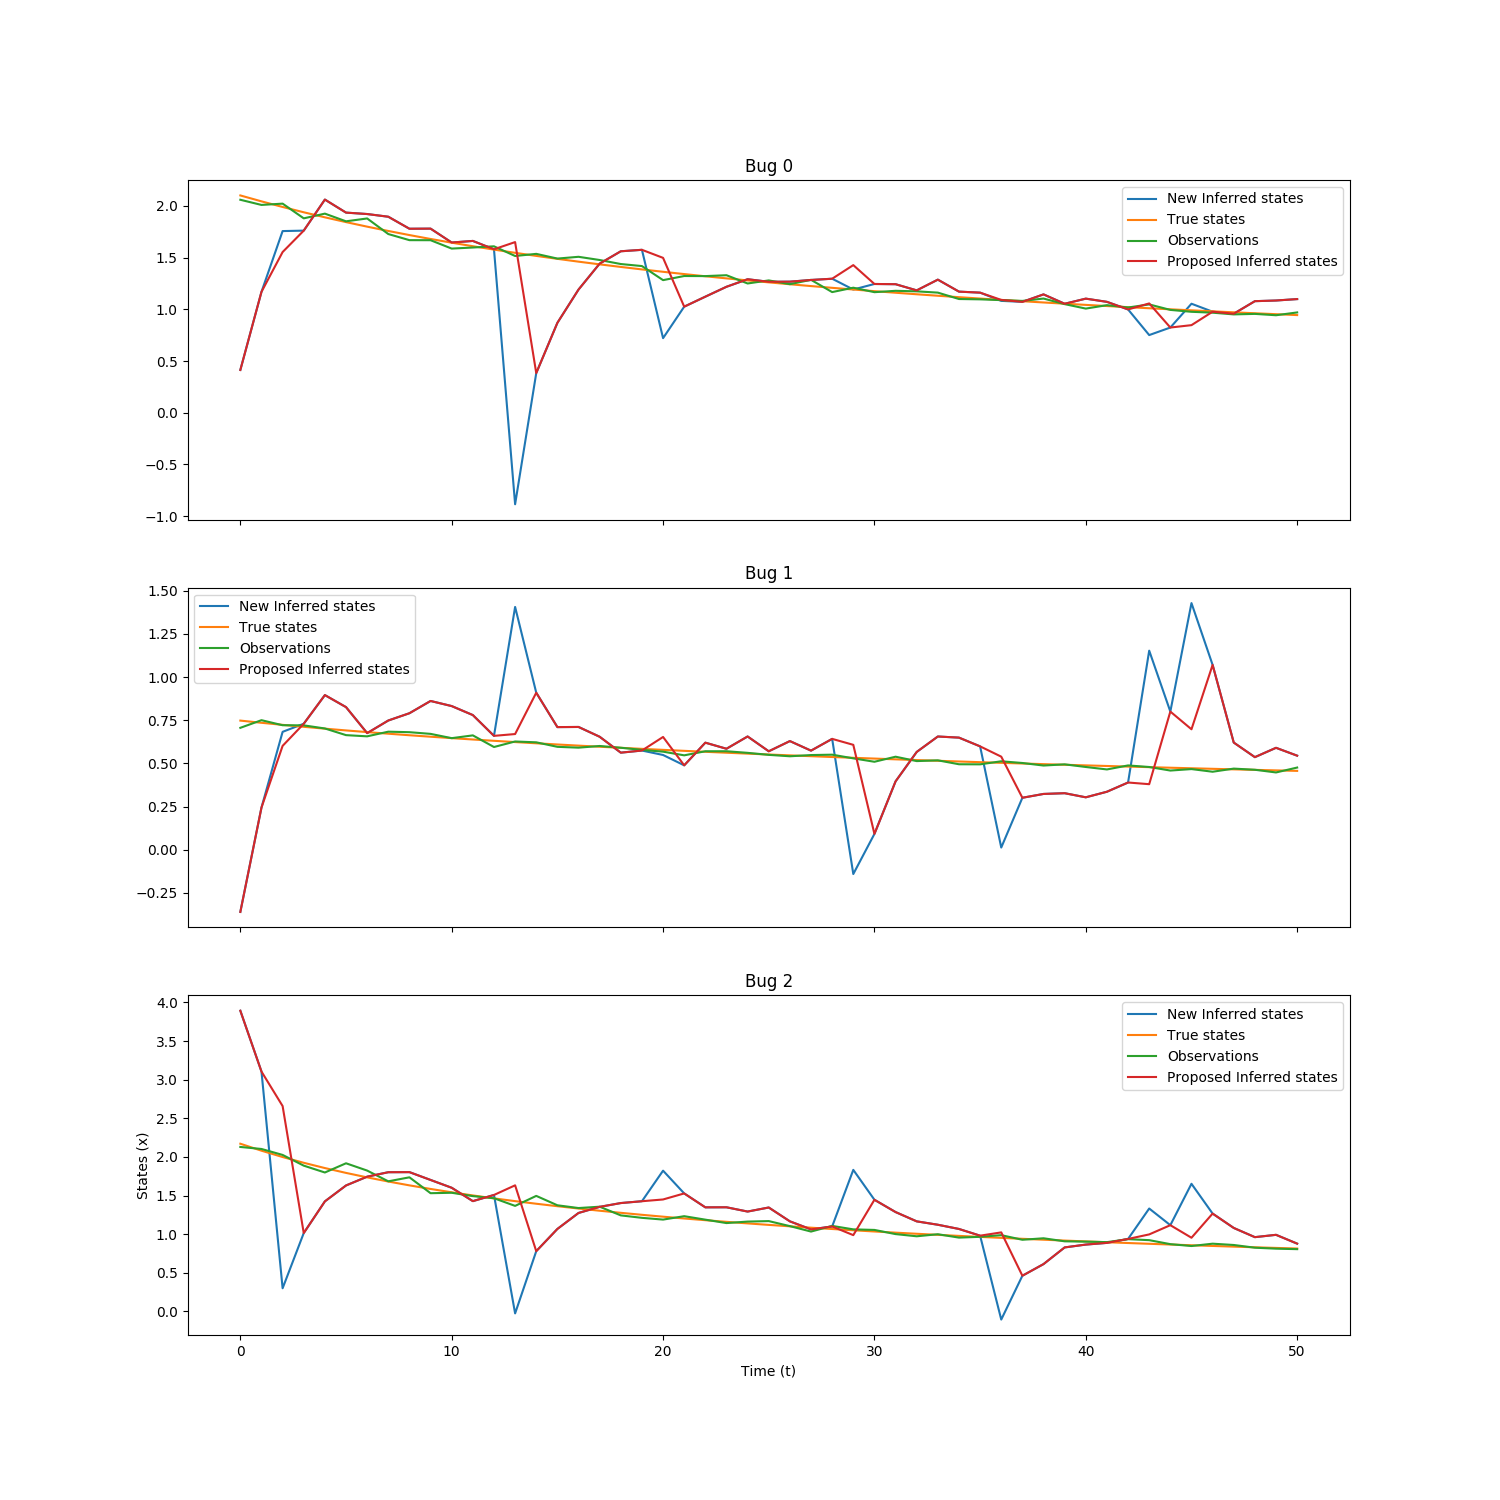 Bug 0
2.0
1.5
1.0
0.5
0.0
−0.5
−1.0
New Inferred states
True states
Observations
Proposed Inferred states
Bug 1
1.50
1.25
1.00
0.75
0.50
0.25
0.00
−0.25
New Inferred states
True states
Observations
Proposed Inferred states
Bug 2
States (x)
4.0
3.5
3.0
2.5
2.0
1.5
1.0
0.5
0.0
New Inferred states
True states
Observations
Proposed Inferred states
0 10 20 30 40 50
Time (t)